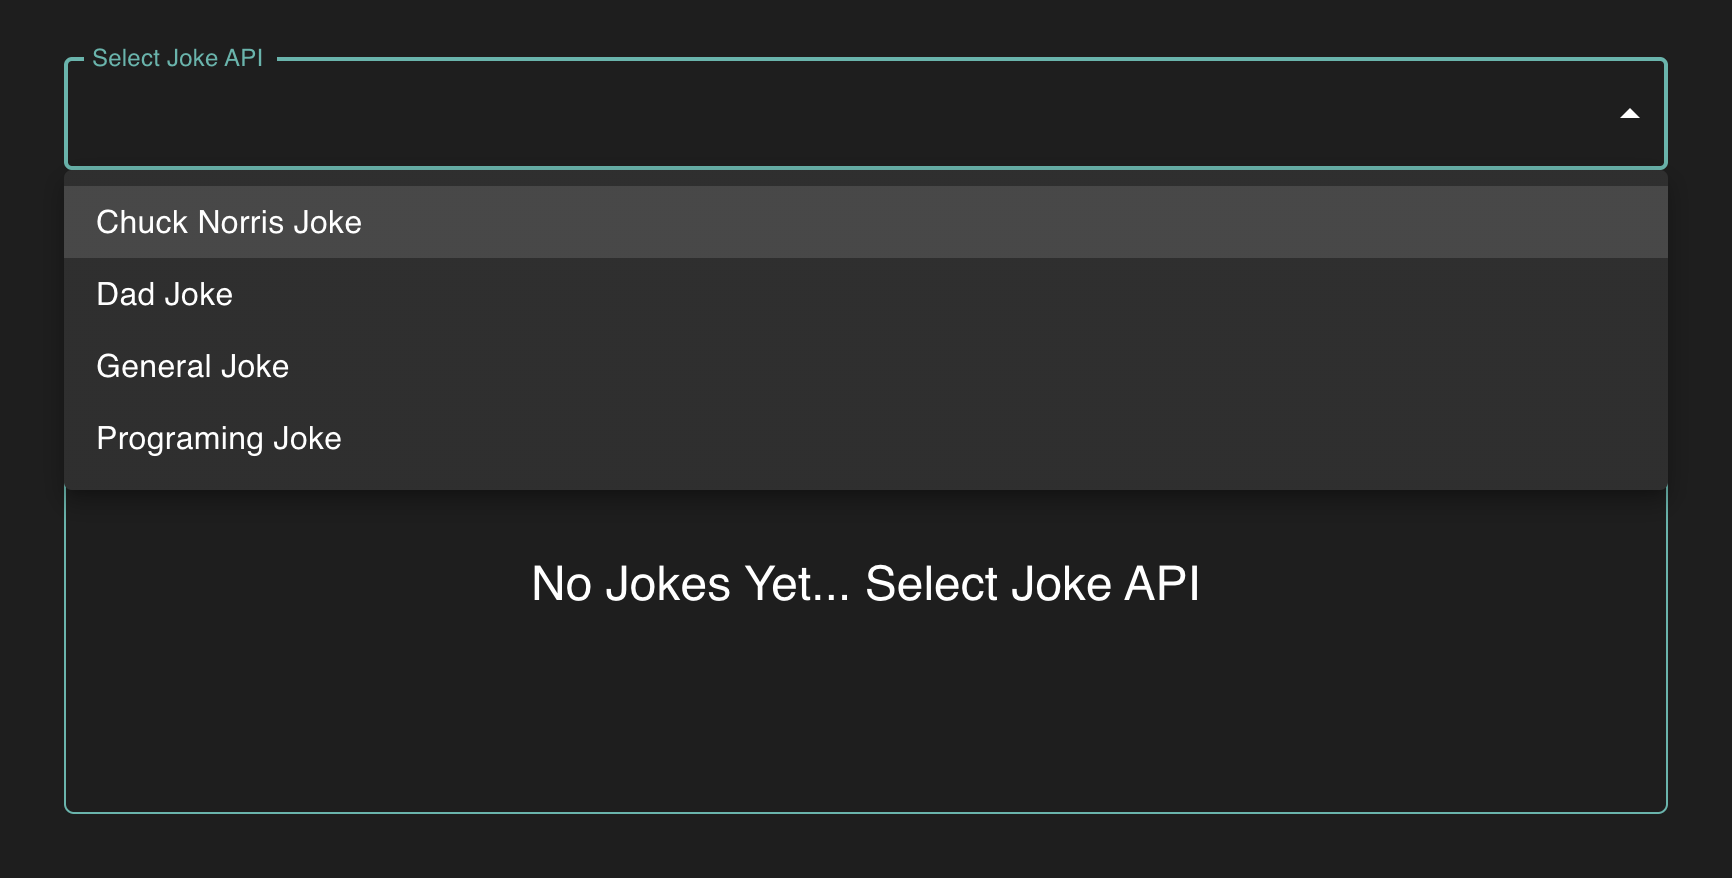 Select Joke API
Chuck Norris Joke
Dad Joke
General Joke
Programing Joke
No Jokes Yet... Select Joke API